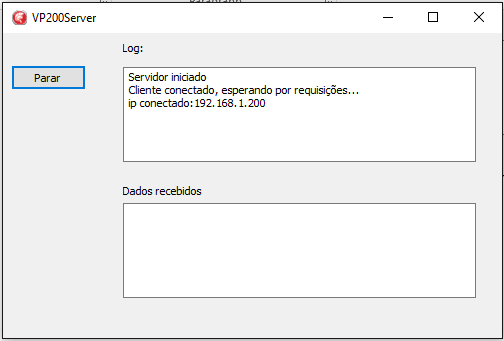 VP200Server
Log:
Parar
Servidor iniciado
Cliente conectado, esperando por requisições...
ip conectado:192.168.1.200
Dados recebidos